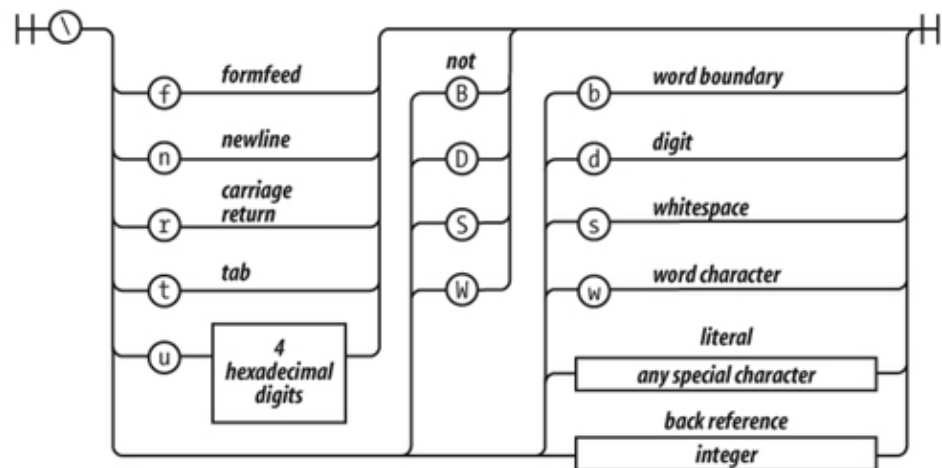 \
not
f formfeed B b word boundary
n newline D d digit
r carriage return S s whitespace
t tab W w word character
u 4 hexadecimal digits
literal
any special character
back reference
integer